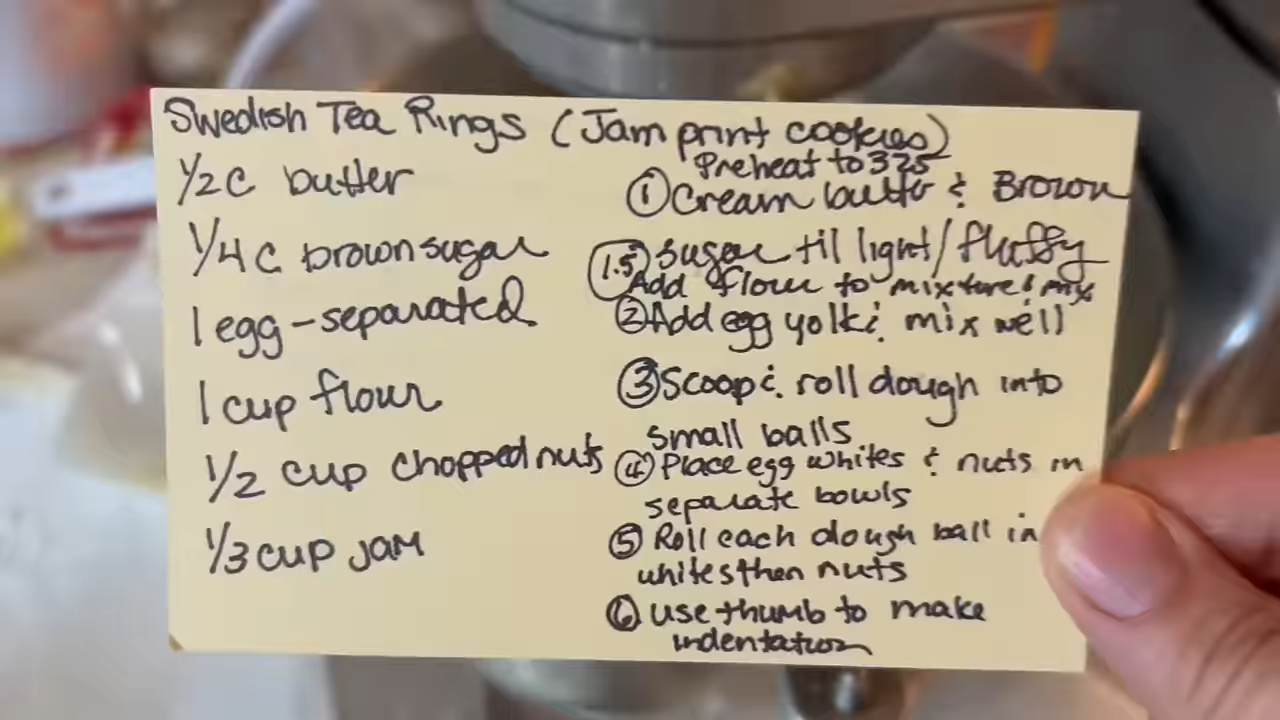 Swedish Tea Rings (Jam print cookies)
1/2 c butter
1/4 c brown sugar
1 egg - separated
1 cup flour
1/2 cup chopped nuts
1/3 cup jam
Preheat to 325
① Cream butter & Brown
1.5 sugar til light/fluffy
Add flour to mixture & mix
② Add egg yolk & mix well
③ Scoop & roll dough into
small balls
④ Place egg whites & nuts in
separate bowls
⑤ Roll each dough ball in
whites then nuts
⑥ use thumb to make
indentation